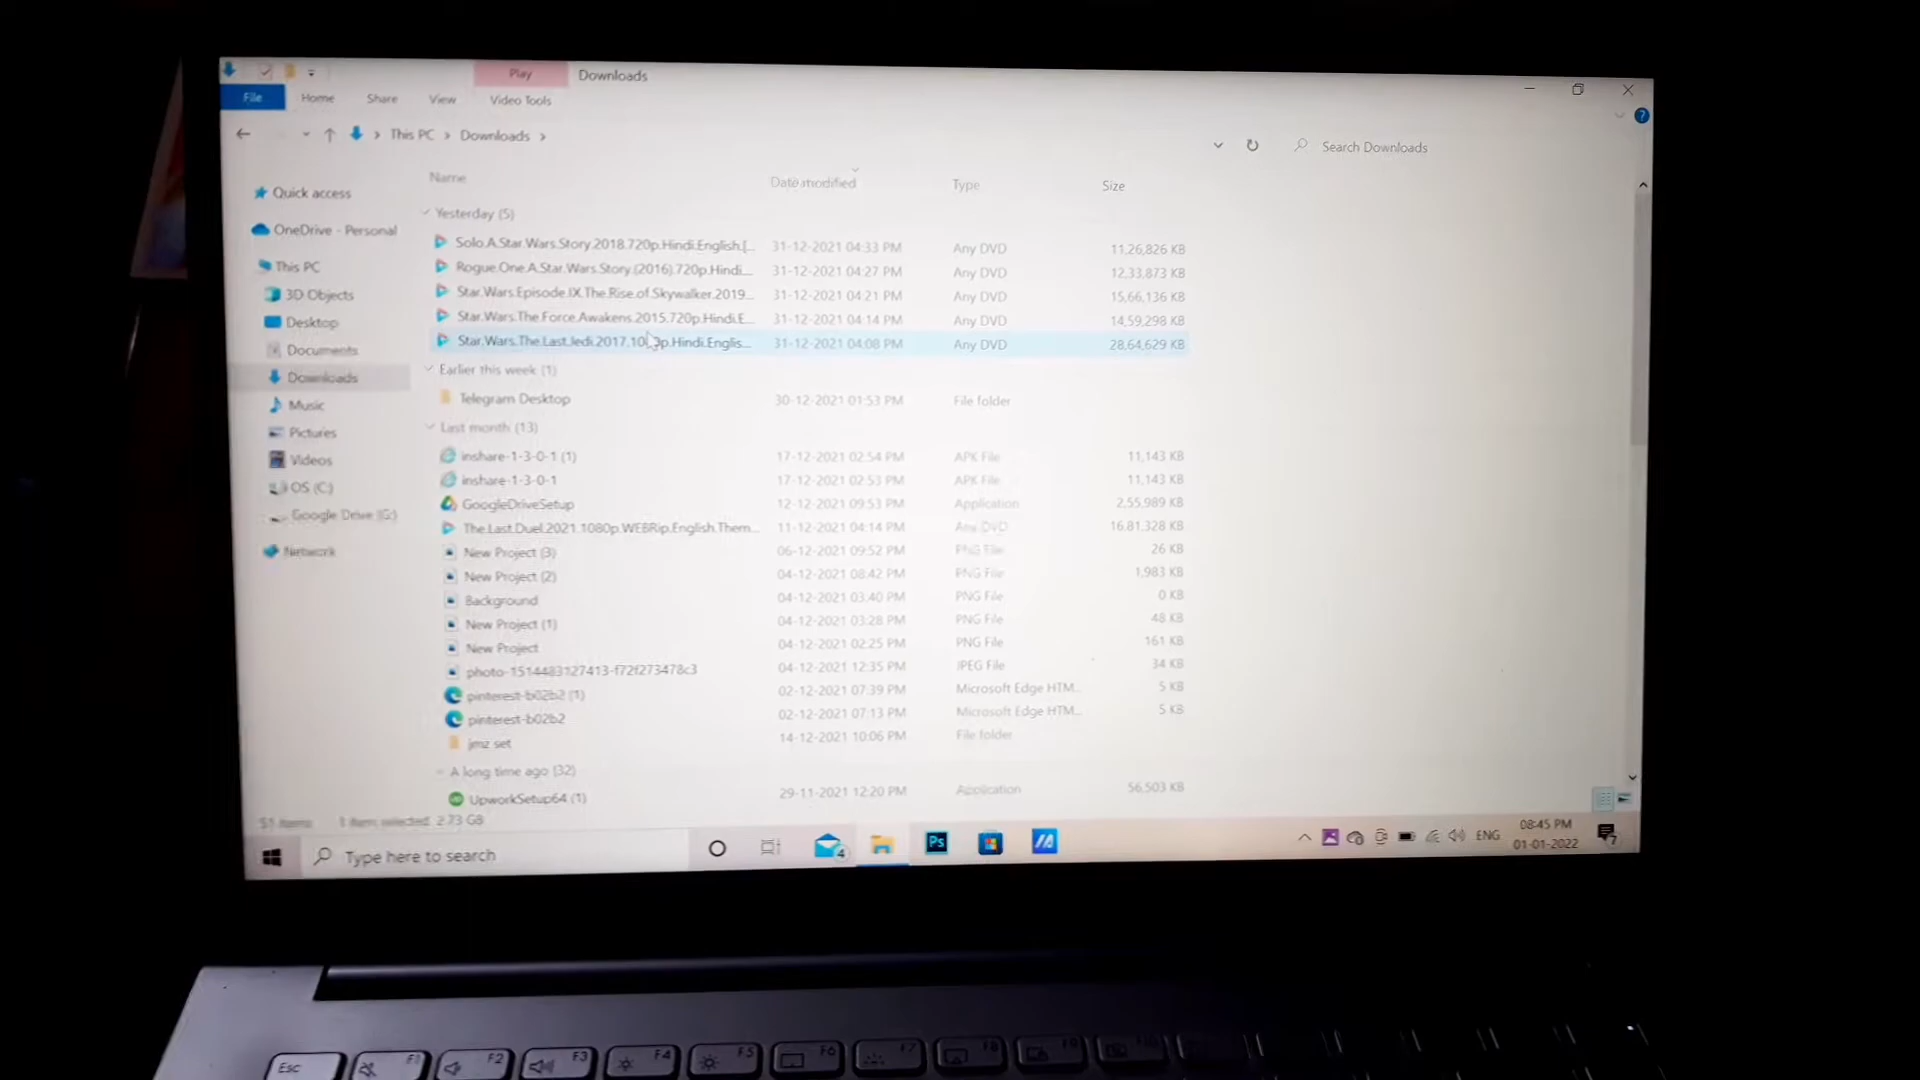 Play Downloads
File Home Share View Video Tools
This PC > Downloads >
Search Downloads
Name Date modified Type Size
Quick access
OneDrive - Personal
This PC
3D Objects
Desktop
Documents
Downloads
Music
Pictures
Videos
OS (C:)
Google Drive (G:)
Network
Yesterday (5)
Solo.A.Star.Wars.Story.2018.720p.Hindi.English.[... 31-12-2021 04:33 PM Any DVD 11,26,826 KB
Rogue.One.A.Star.Wars.Story.(2016).720p.Hindi... 31-12-2021 04:27 PM Any DVD 12,33,873 KB
Star.Wars.Episode.IX.The.Rise.of.Skywalker.2019... 31-12-2021 04:21 PM Any DVD 15,66,136 KB
Star.Wars.The.Force.Awakens.2015.720p.Hindi.E... 31-12-2021 04:14 PM Any DVD 14,59,298 KB
Star.Wars.The.Last.Jedi.2017.10 p.Hindi.Englis... 31-12-2021 04:08 PM Any DVD 28,64,629 KB
Earlier this week (1)
Telegram Desktop 30-12-2021 01:53 PM File folder
Last month (13)
inshare-1-3-0-1 (1) 17-12-2021 02:54 PM APK File 11,143 KB
inshare-1-3-0-1 17-12-2021 02:53 PM APK File 11,143 KB
GoogleDriveSetup 12-12-2021 09:53 PM Application 2,55,989 KB
The.Last.Duel.2021.1080p.WEBRip.English.Them... 11-12-2021 04:14 PM Any DVD 16,81,328 KB
New Project (3) 06-12-2021 09:52 PM PNG File 26 KB
New Project (2) 04-12-2021 08:42 PM PNG File 1,983 KB
Background 04-12-2021 03:40 PM PNG File 0 KB
New Project (1) 04-12-2021 03:28 PM PNG File 48 KB
New Project 04-12-2021 02:25 PM PNG File 161 KB
photo-1514483127413-f72f273478c3 04-12-2021 12:35 PM JPEG File 34 KB
pinterest-b02b2 (1) 02-12-2021 07:39 PM Microsoft Edge HTM... 5 KB
pinterest-b02b2 02-12-2021 07:13 PM Microsoft Edge HTM... 5 KB
jmz set 14-12-2021 10:06 PM File folder
A long time ago (32)
UpworkSetup64 (1) 29-11-2021 12:20 PM Application 56,503 KB
51 items 1 item selected 2.73 GB
Type here to search
4
Ps
ENG
08:45 PM
01-01-2022
7
Esc F1 F2 F3 F4 F5 F6 F7 F8 F9 F10